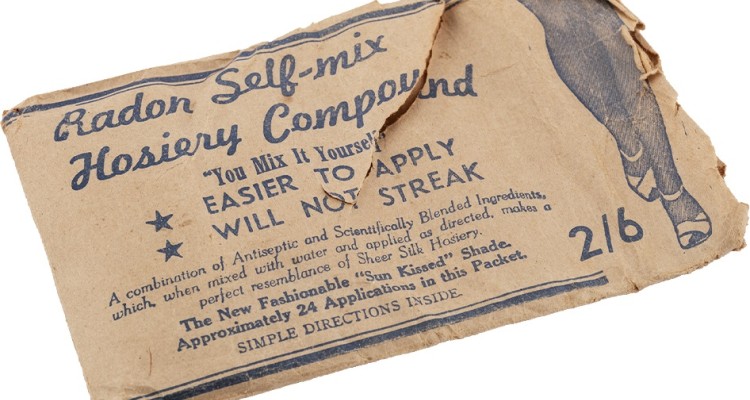 Radon Self-mix
Hosiery Compound
"You Mix It Yourself"
★ EASIER TO APPLY
★ WILL NOT STREAK
A combination of Antiseptic and Scientifically Blended Ingredients,
which, when mixed with water and applied as directed, makes a
perfect resemblance of Sheer Silk Hosiery.
The New Fashionable "Sun Kissed" Shade.
Approximately 24 Applications in this Packet.
SIMPLE DIRECTIONS INSIDE
2/6